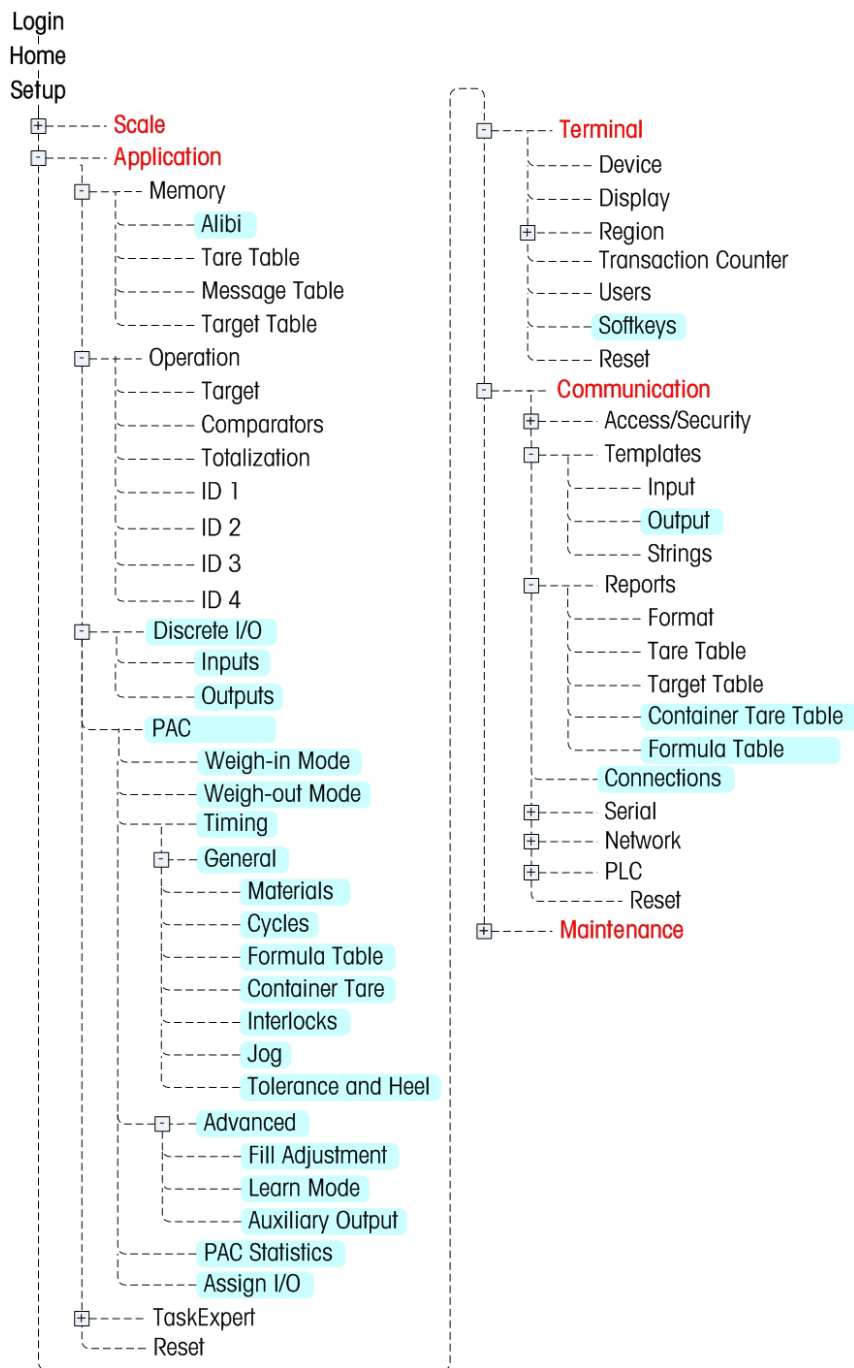 Login
Home
Setup
Scale
Application
Memory
Alibi
Tare Table
Message Table
Target Table
Operation
Target
Comparators
Totalization
ID 1
ID 2
ID 3
ID 4
Discrete I/O
Inputs
Outputs
PAC
Weigh-in Mode
Weigh-out Mode
Timing
General
Materials
Cycles
Formula Table
Container Tare
Interlocks
Jog
Tolerance and Heel
Advanced
Fill Adjustment
Learn Mode
Auxiliary Output
PAC Statistics
Assign I/O
TaskExpert
Reset
Terminal
Device
Display
Region
Transaction Counter
Users
Softkeys
Reset
Communication
Access/Security
Templates
Input
Output
Strings
Reports
Format
Tare Table
Target Table
Container Tare Table
Formula Table
Connections
Serial
Network
PLC
Reset
Maintenance